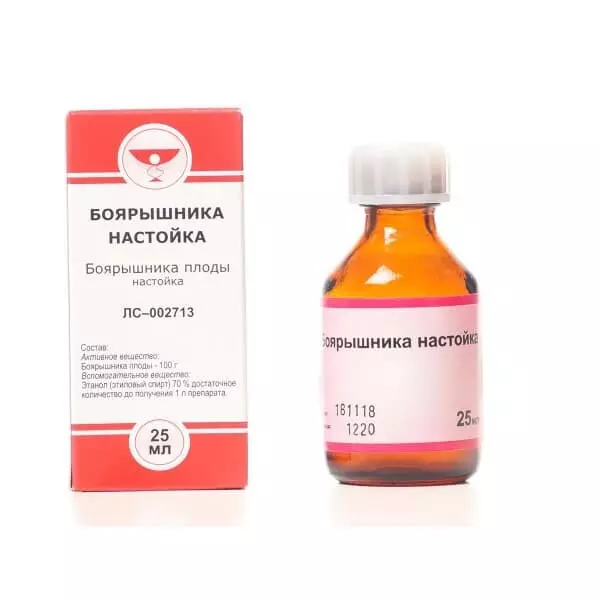 БОЯРЫШНИКА
НАСТОЙКА
Боярышника плоды
настойка
ЛС–002713
Состав:
Активное вещество:
Боярышника плоды - 100 г
Вспомогательное вещество:
Этанол (этиловый спирт) 70 % достаточное
количество до получения 1 л препарата.
25
МЛ
Боярышника настойка
161118
1220
25мл